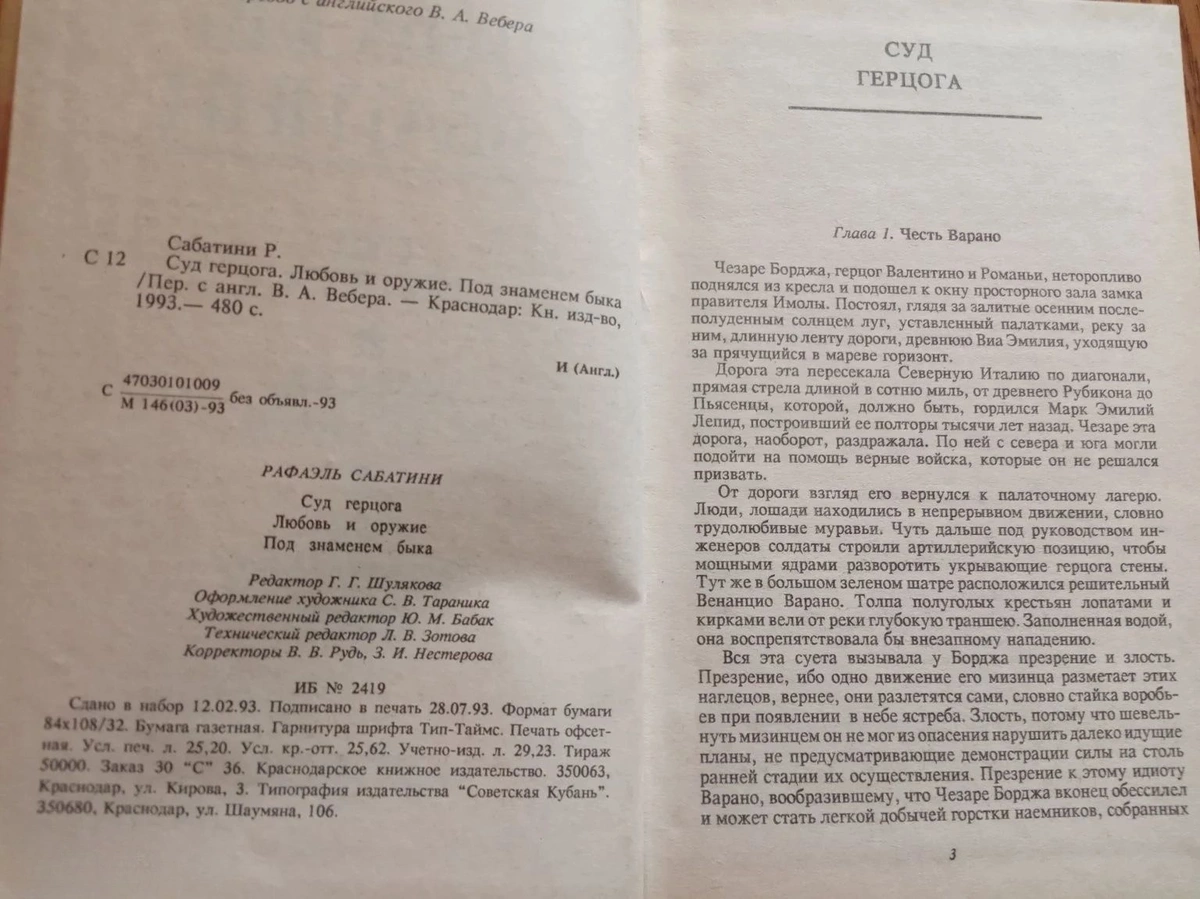 с английского В. А. Вебера
Сабатини Р.
С 12
Суд герцога. Любовь и оружие. Под знаменем быка
/Пер. с англ. В. А. Вебера. — Краснодар: Кн. изд-во,
1993.— 480 с.
И (Англ.)
С 47030101009
М 146(03)-93
без объявл.-93
РАФАЭЛЬ САБАТИНИ
Суд герцога
Любовь и оружие
Под знаменем быка
Редактор Г. Г. Шулякова
Оформление художника С. В. Тараника
Художественный редактор Ю. М. Бабак
Технический редактор Л. В. Зотова
Корректоры В. В. Рудь, З. И. Нестерова
ИБ № 2419
Сдано в набор 12.02.93. Подписано в печать 28.07.93. Формат бумаги
84х108/32. Бумага газетная. Гарнитура шрифта Тип-Таймс. Печать офсет-
ная. Усл. печ. л. 25,20. Усл. кр.-отт. 25,62. Учетно-изд. л. 29,23. Тираж
50000. Заказ 30 "С" 36. Краснодарское книжное издательство. 350063,
Краснодар, ул. Кирова, 3. Типография издательства "Советская Кубань".
350680, Краснодар, ул. Шаумяна, 106.
СУД
ГЕРЦОГА
Глава 1. Честь Варано
Чезаре Борджа, герцог Валентино и Романьи, неторопливо
поднялся из кресла и подошел к окну просторного зала замка
правителя Имолы. Постоял, глядя за залитые осенним после-
полуденным солнцем луг, уставленный палатками, реку за
ним, длинную ленту дороги, древнюю Виа Эмилия, уходящую
за прячущийся в мареве горизонт.
Дорога эта пересекала Северную Италию по диагонали,
прямая стрела длиной в сотню миль, от древнего Рубикона до
Пьясенцы, которой, должно быть, гордился Марк Эмилий
Лепид, построивший ее полторы тысячи лет назад. Чезаре эта
дорога, наоборот, раздражала. По ней с севера и юга могли
подойти на помощь верные войска, которые он не решался
призвать.
От дороги взгляд его вернулся к палаточному лагерю.
Люди, лошади находились в непрерывном движении, словно
трудолюбивые муравьи. Чуть дальше под руководством ин-
женеров солдаты строили артиллерийскую позицию, чтобы
мощными ядрами разворотить укрывающие герцога стены.
Тут же в большом зеленом шатре расположился решительный
Венанцио Варано. Толпа полуголых крестьян лопатами и
кирками вели от реки глубокую траншею. Заполненная водой,
она воспрепятствовала бы внезапному нападению.
Вся эта суета вызывала у Борджа презрение и злость.
Презрение, ибо одно движение его мизинца разметает этих
наглецов, вернее, они разлетятся сами, словно стайка воробь-
ев при появлении в небе ястреба. Злость, потому что шевель-
нуть мизинцем он не мог из опасения нарушить далеко идущие
планы, не предусматривающие демонстрации силы на столь
ранней стадии их осуществления. Презрение к этому идиоту
Варано, вообразившему, что Чезаре Борджа вконец обессилел
и может стать легкой добычей горстки наемников, собранных
3